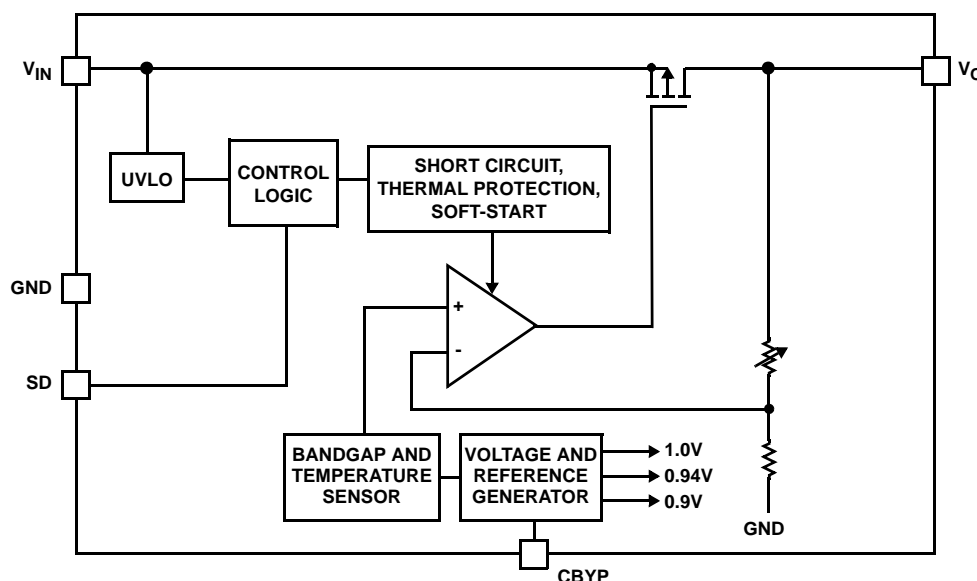 VIN
UVLO
CONTROL
LOGIC
SHORT CIRCUIT,
THERMAL PROTECTION,
SOFT-START
GND
+
-
SD
BANDGAP AND
TEMPERATURE
SENSOR
VOLTAGE AND
REFERENCE
GENERATOR
1.0V
0.94V
0.9V
GND
CBYP